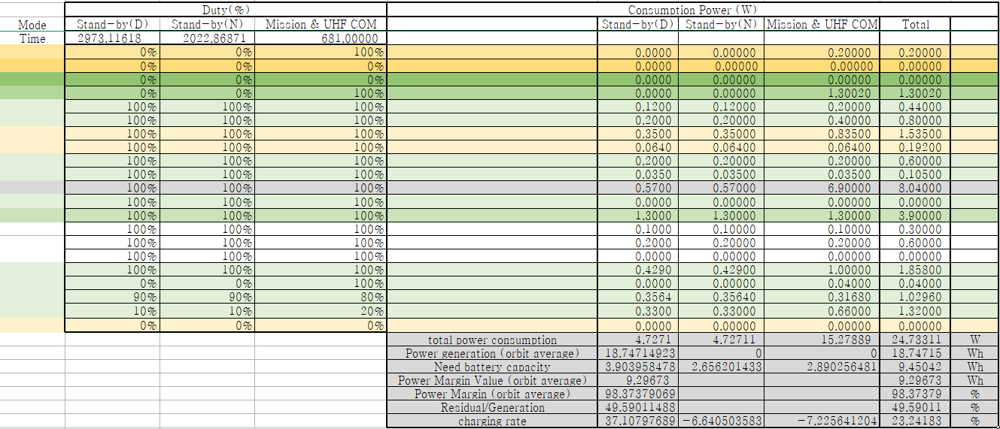 Duty(%) Consumption Power (W)
Mode Stand-by(D) Stand-by(N) Mission & UHF COM Stand-by(D) Stand-by(N) Mission & UHF COM Total
Time 2973.11618 2022.86871 681.00000
0% 0% 100% 0.0000 0.00000 0.20000 0.20000
0% 0% 0% 0.0000 0.00000 0.00000 0.00000
0% 0% 0% 0.0000 0.00000 0.00000 0.00000
0% 0% 100% 0.0000 0.00000 1.30020 1.30020
100% 100% 100% 0.1200 0.12000 0.20000 0.44000
100% 100% 100% 0.2000 0.20000 0.40000 0.80000
100% 100% 100% 0.3500 0.35000 0.83500 1.53500
100% 100% 100% 0.0640 0.06400 0.06400 0.19200
100% 100% 100% 0.2000 0.20000 0.20000 0.60000
100% 100% 100% 0.0350 0.03500 0.03500 0.10500
100% 100% 100% 0.5700 0.57000 6.90000 8.04000
100% 100% 100% 0.0000 0.00000 0.00000 0.00000
100% 100% 100% 1.3000 1.30000 1.30000 3.90000
100% 100% 100% 0.1000 0.10000 0.10000 0.30000
100% 100% 100% 0.2000 0.20000 0.20000 0.60000
100% 100% 100% 0.0000 0.00000 0.00000 0.00000
100% 100% 100% 0.4290 0.42900 1.00000 1.85800
0% 0% 100% 0.0000 0.00000 0.04000 0.04000
90% 90% 80% 0.3564 0.35640 0.31680 1.02960
10% 10% 20% 0.3300 0.33000 0.66000 1.32000
0% 0% 0% 0.0000 0.00000 0.00000 0.00000
total power consumption 4.7271 4.72711 15.27889 24.73311 W
Power generation (orbit average) 18.74714923 0 0 18.74715 Wh
Need battery capacity 3.903958478 2.656201433 2.890256481 9.45042 Wh
Power Margin Value (orbit average) 9.29673 9.29673 Wh
Power Margin (orbit average) 98.37379069 98.37379 %
Residual/Generation 49.59011488 49.59011 %
charging rate 37.10797689 -6.640503583 -7.225641204 23.24183 %